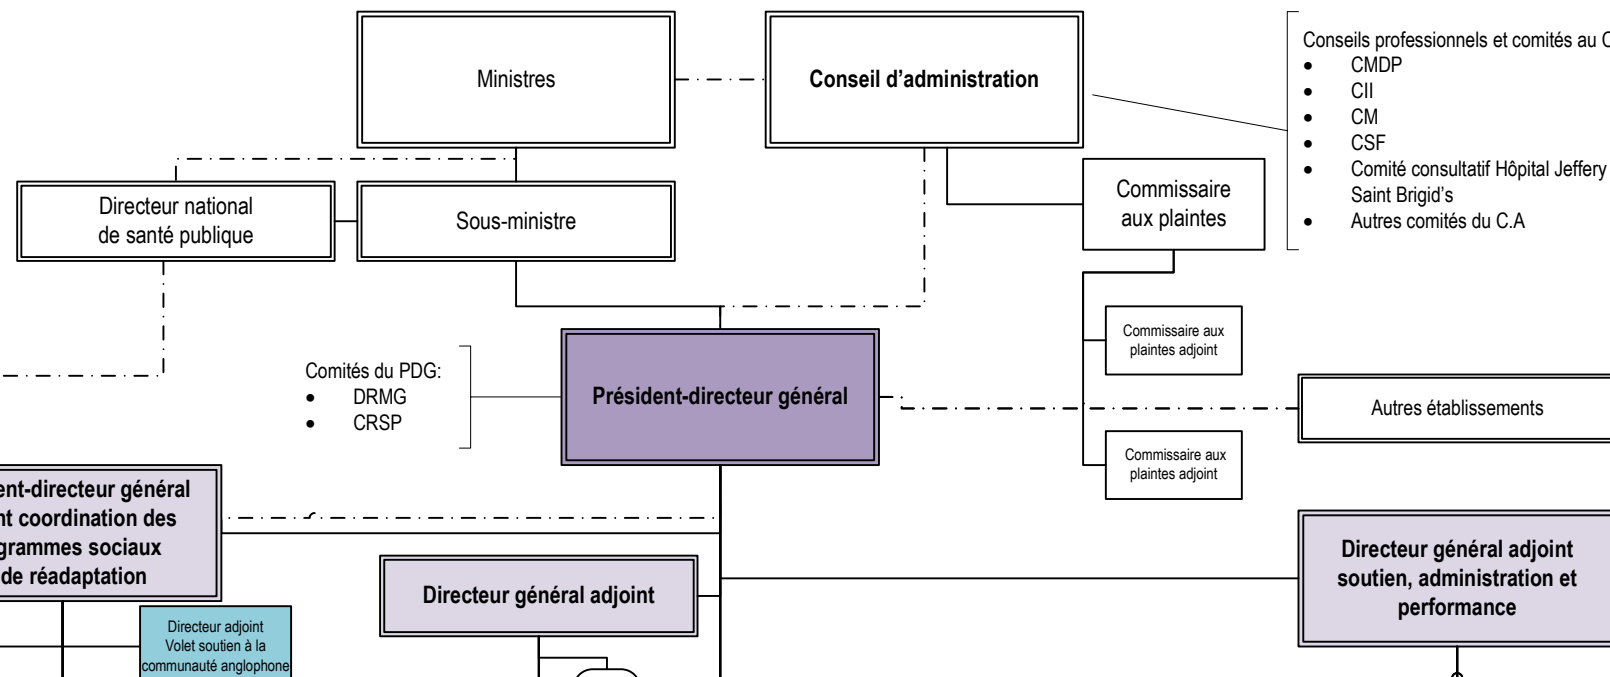 Ministres
Conseil d'administration
Conseils professionnels et comités au
• CMDP
• CII
• CM
• CSF
• Comité consultatif Hôpital Jeffery
Saint Brigid's
• Autres comités du C.A
Directeur national
de santé publique
Sous-ministre
Commissaire
aux plaintes
Commissaire aux
plaintes adjoint
Comités du PDG:
• DRMG
• CRSP
Président-directeur général
Autres établissements
Commissaire aux
plaintes adjoint
ent-directeur général
nt coordination des
grammes sociaux
de réadaptation
Directeur général adjoint
Directeur général adjoint
soutien, administration et
performance
Directeur adjoint
Volet soutien à la
communauté anglophone